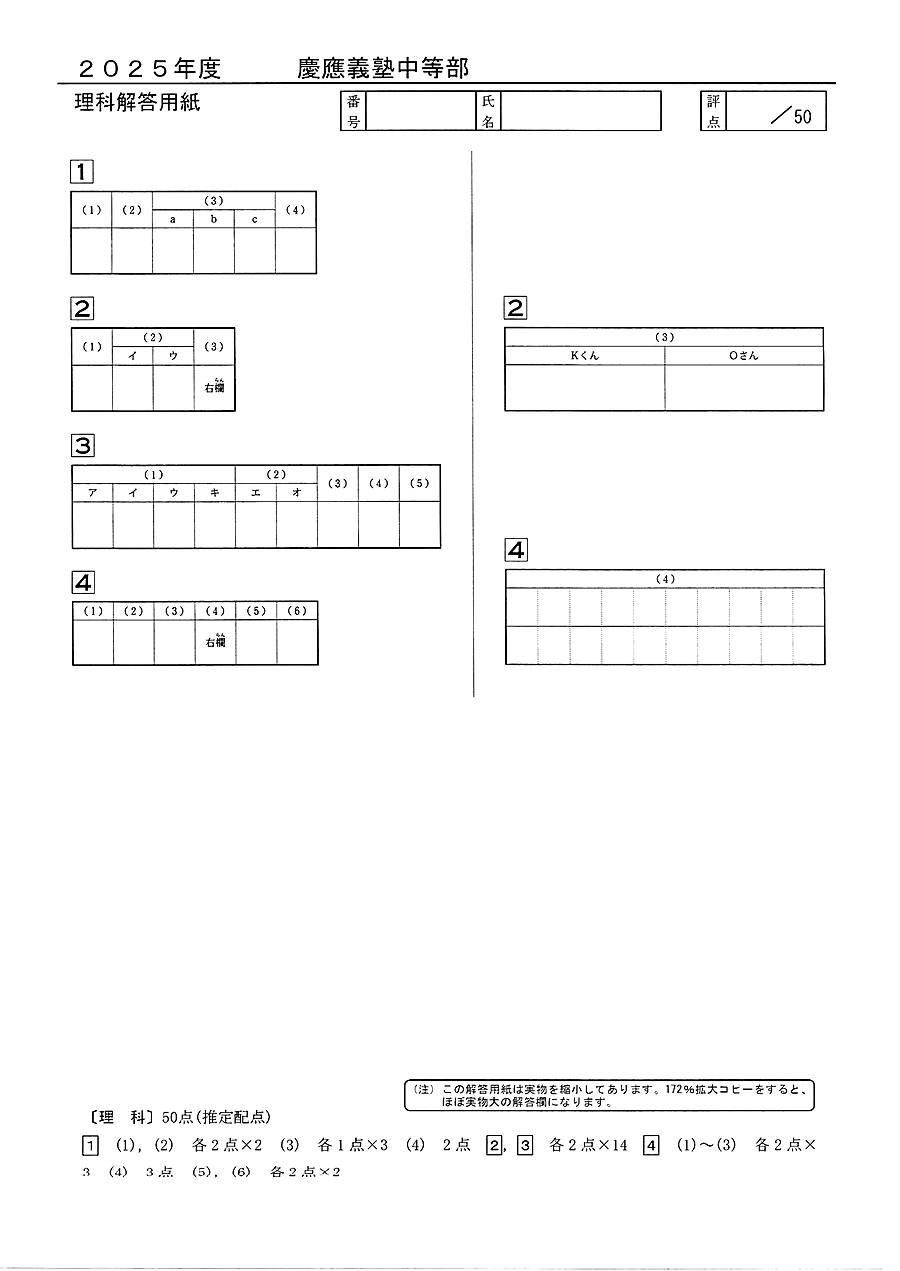 ２０２５年度　慶應義塾中等部
理科解答用紙　番号　氏名　評点　／50
1
(1) (2) (3) (4)
a b c
2
(1) (2) (3)
イ ウ
右欄らん
3
(1) (2) (3) (4) (5)
ア イ ウ キ エ オ
4
(1) (2) (3) (4) (5) (6)
右欄らん
2
(3)
Kくん　Oさん
4
(4)
(注) この解答用紙は実物を縮小してあります。172％拡大コピーをすると、
ほぼ実物大の解答欄になります。
〔理　科〕50点(推定配点)
1　(1), (2)　各２点×2　(3)　各１点×3　(4)　２点　2, 3　各２点×14　4　(1)〜(3)　各２点×
3　(4)　３点　(5), (6)　各２点×2